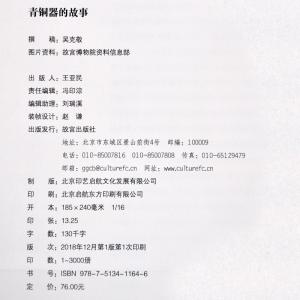 青铜器的故事
撰 稿：吴克敬
图片资料：故宫博物院资料信息部
出 版 人：王亚民
责任编辑：冯印淙
编辑助理：刘瑞溪
装帧设计：赵 谦
出版发行：故宫出版社
地址：北京市东城区景山前街4号 邮编：100009
电话：010-85007816 010-85007808 传真：010-65129479
邮箱：ggcb@culturefc.cn 网址：www.culturefc.cn
制 版：北京印艺启航文化发展有限公司
印 刷：北京启航东方印刷有限公司
开 本：185×240毫米 1/16
印 张：13.25
字 数：130千字
版 次：2018年12月第1版第1次印刷
印 数：1~3000册
书 号：ISBN 978-7-5134-1164-6
定 价：76.00元